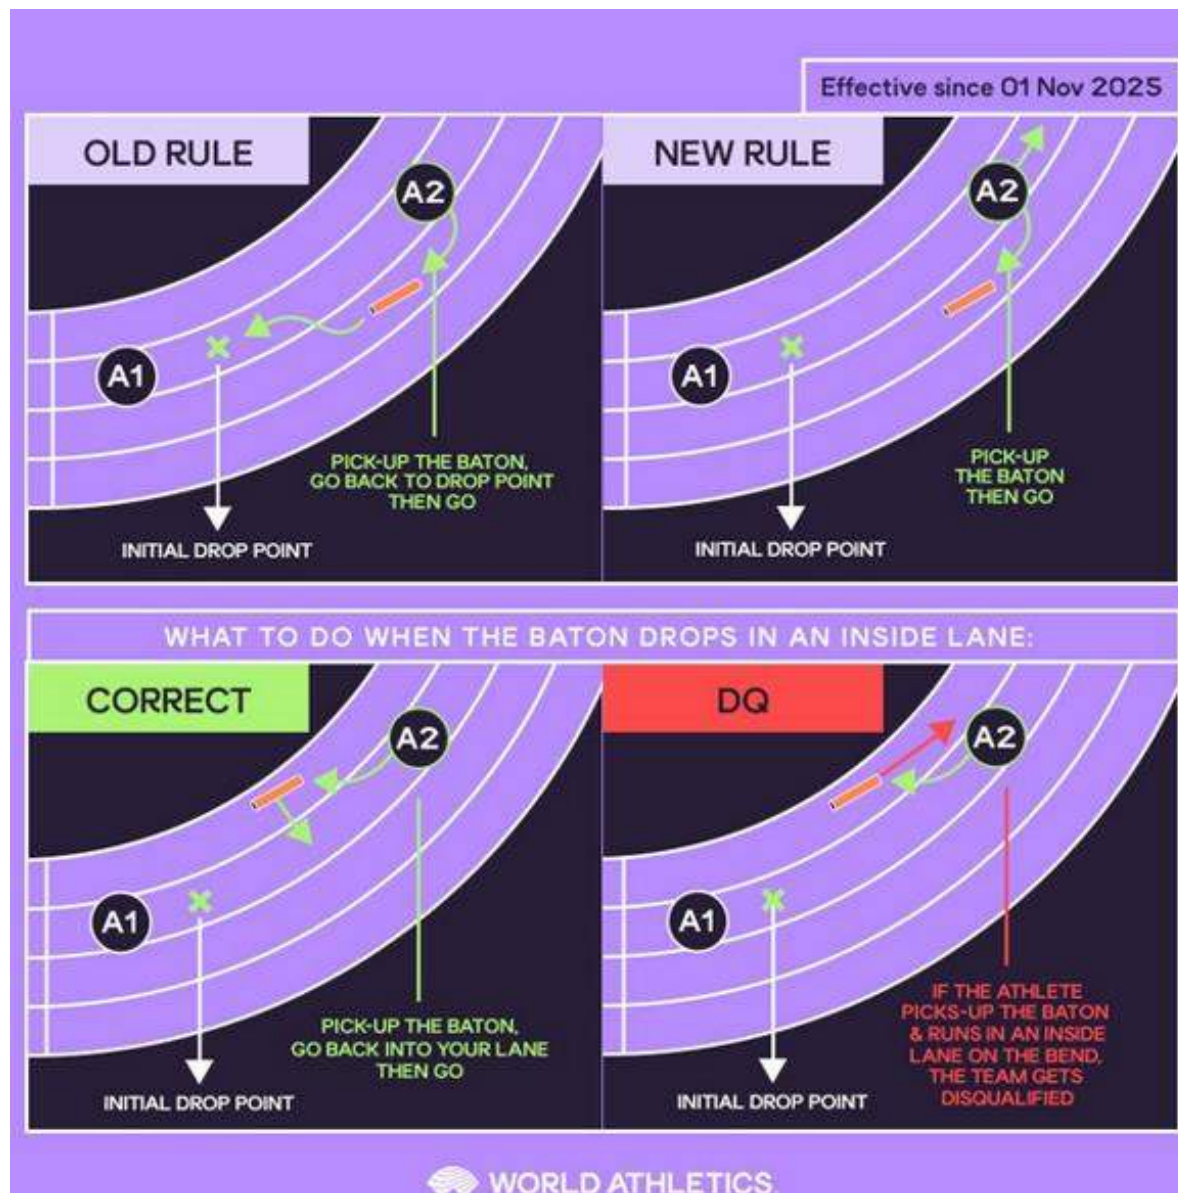 Effective since 01 Nov 2025
OLD RULE
A2
A1
PICK-UP THE BATON,
GO BACK TO DROP POINT
THEN GO
INITIAL DROP POINT
NEW RULE
A2
A1
PICK-UP
THE BATON
THEN GO
INITIAL DROP POINT
WHAT TO DO WHEN THE BATON DROPS IN AN INSIDE LANE:
CORRECT
A2
A1
PICK-UP THE BATON,
GO BACK INTO YOUR LANE
THEN GO
INITIAL DROP POINT
DQ
A2
A1
IF THE ATHLETE
PICKS-UP THE BATON
& RUNS IN AN INSIDE
LANE ON THE BEND,
THE TEAM GETS
DISQUALIFIED
INITIAL DROP POINT
WORLD ATHLETICS.